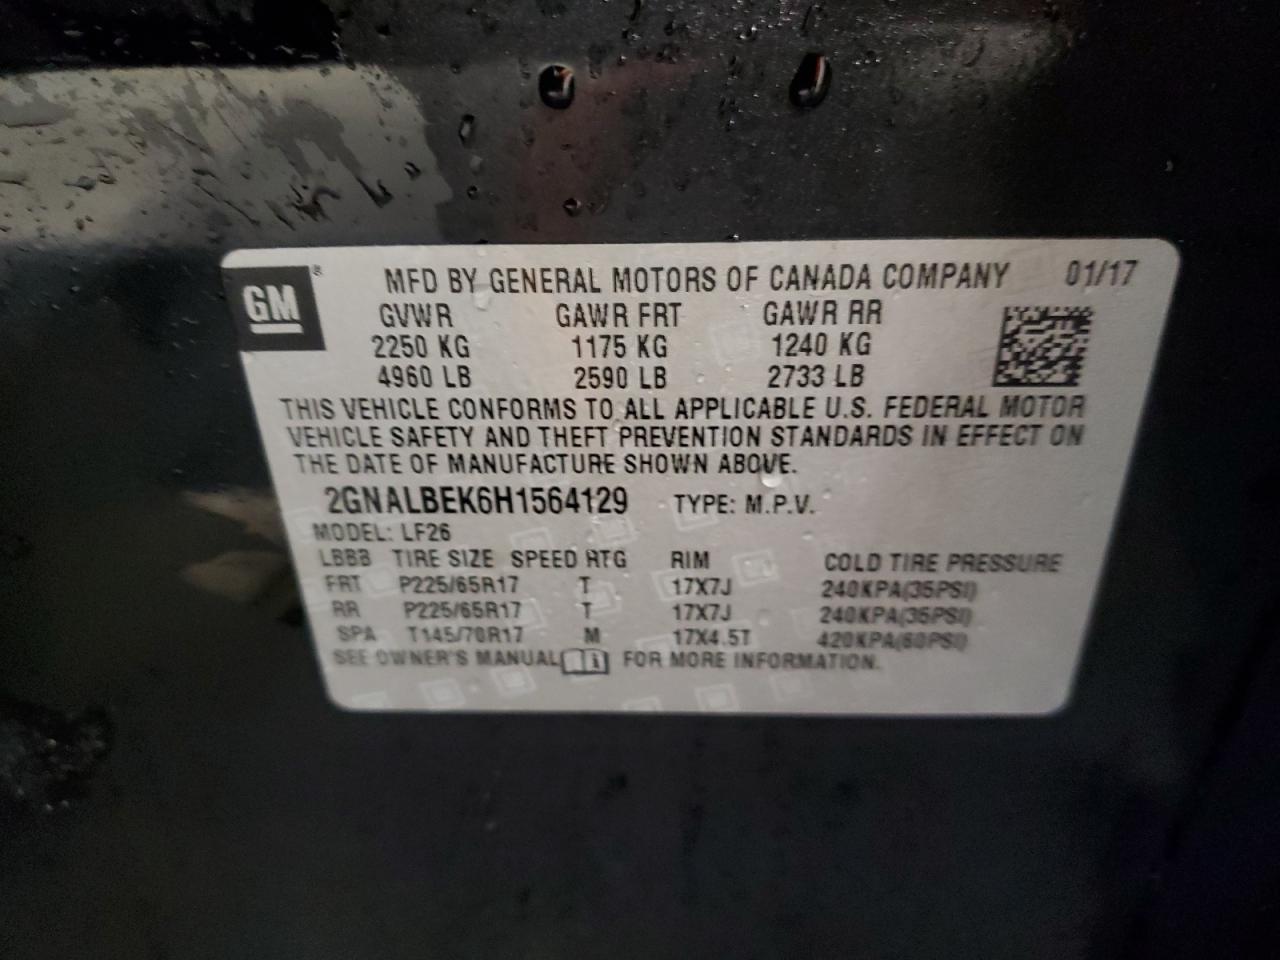 GM ® MFD BY GENERAL MOTORS OF CANADA COMPANY 01/17
GVWR GAWR FRT GAWR RR
2250 KG 1175 KG 1240 KG
4960 LB 2590 LB 2733 LB
THIS VEHICLE CONFORMS TO ALL APPLICABLE U.S. FEDERAL MOTOR
VEHICLE SAFETY AND THEFT PREVENTION STANDARDS IN EFFECT ON
THE DATE OF MANUFACTURE SHOWN ABOVE.
2GNALBEK6H1564129 TYPE: M.P.V.
MODEL: LF26
LBBB TIRE SIZE SPEED RTG RIM COLD TIRE PRESSURE
FRT P225/65R17 T 17X7J 240KPA(35PSI)
RR P225/65R17 T 17X7J 240KPA(35PSI)
SPA T145/70R17 M 17X4.5T 420KPA(60PSI)
SEE OWNER'S MANUAL FOR MORE INFORMATION.